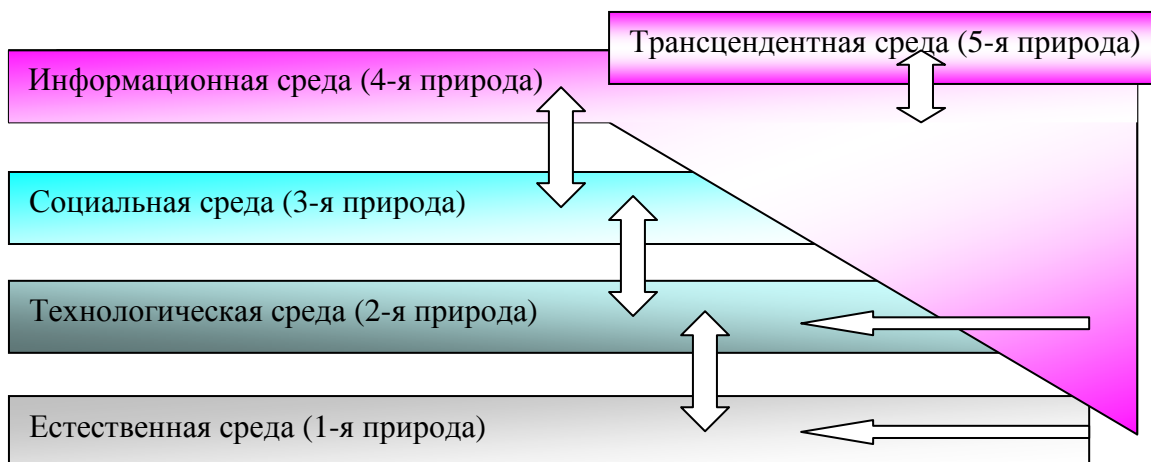 Трансцендентная среда (5-я природа)
Информационная среда (4-я природа)
Социальная среда (3-я природа)
Технологическая среда (2-я природа)
Естественная среда (1-я природа)